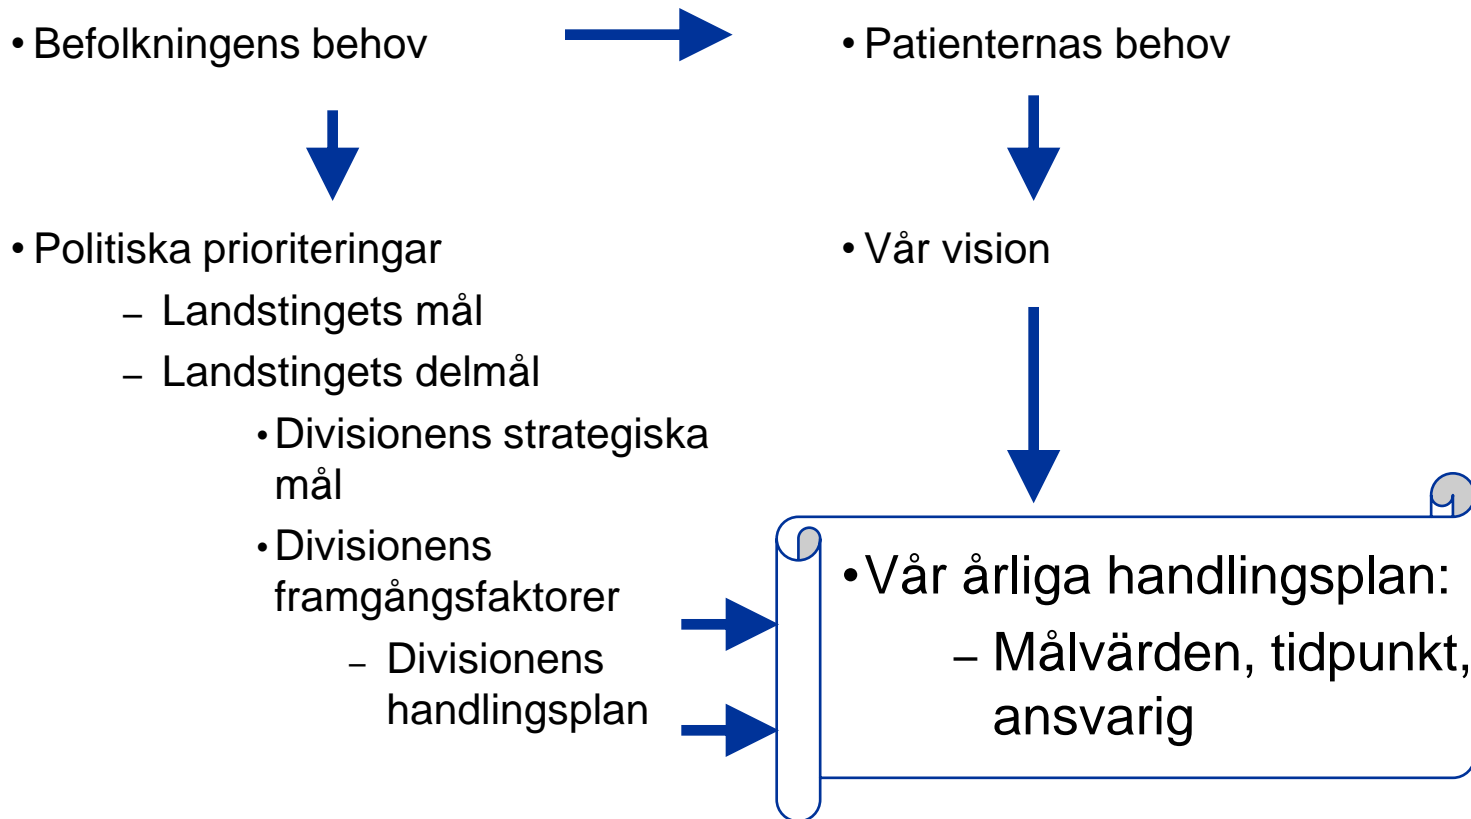 • Befolkningens behov
• Patienternas behov
• Politiska prioriteringar
– Landstingets mål
– Landstingets delmål
• Divisionens strategiska
mål
• Divisionens
framgångsfaktorer
– Divisionens
handlingsplan
• Vår vision
• Vår årliga handlingsplan:
– Målvärden, tidpunkt,
ansvarig